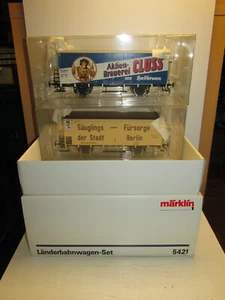 Aktien-
Brauerei CLUSS
Heilbronn
Säuglings — Fürsorge
der Stadt Berlin
märklin
Länderbahnwagen-Set 5421